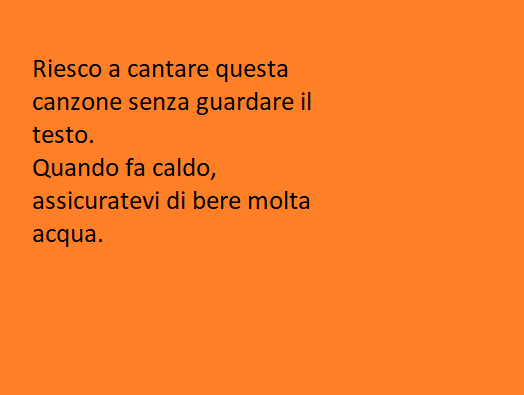 Riesco a cantare questa
canzone senza guardare il
testo.
Quando fa caldo,
assicuratevi di bere molta
acqua.